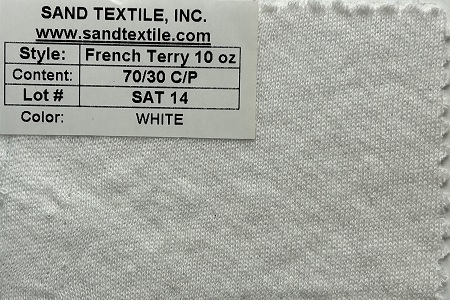 SAND TEXTILE, INC.
www.sandtextile.com
Style: French Terry 10 oz
Content: 70/30 C/P
Lot # SAT 14
Color: WHITE